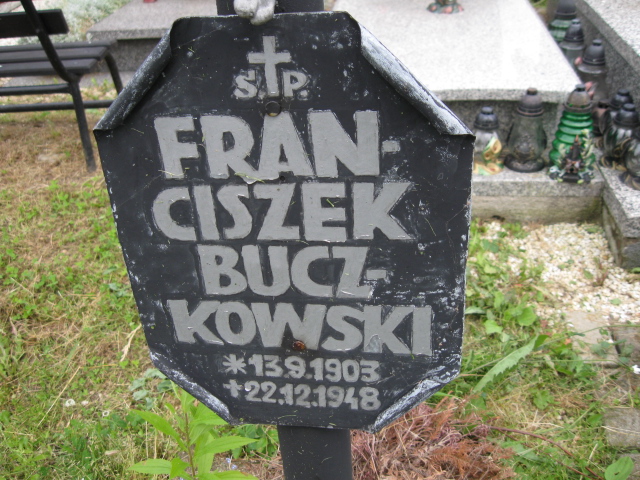 S†P.
FRAN-
CISZEK
BUCZ-
KOWSKI
*13.9.1903
†22.12.1948